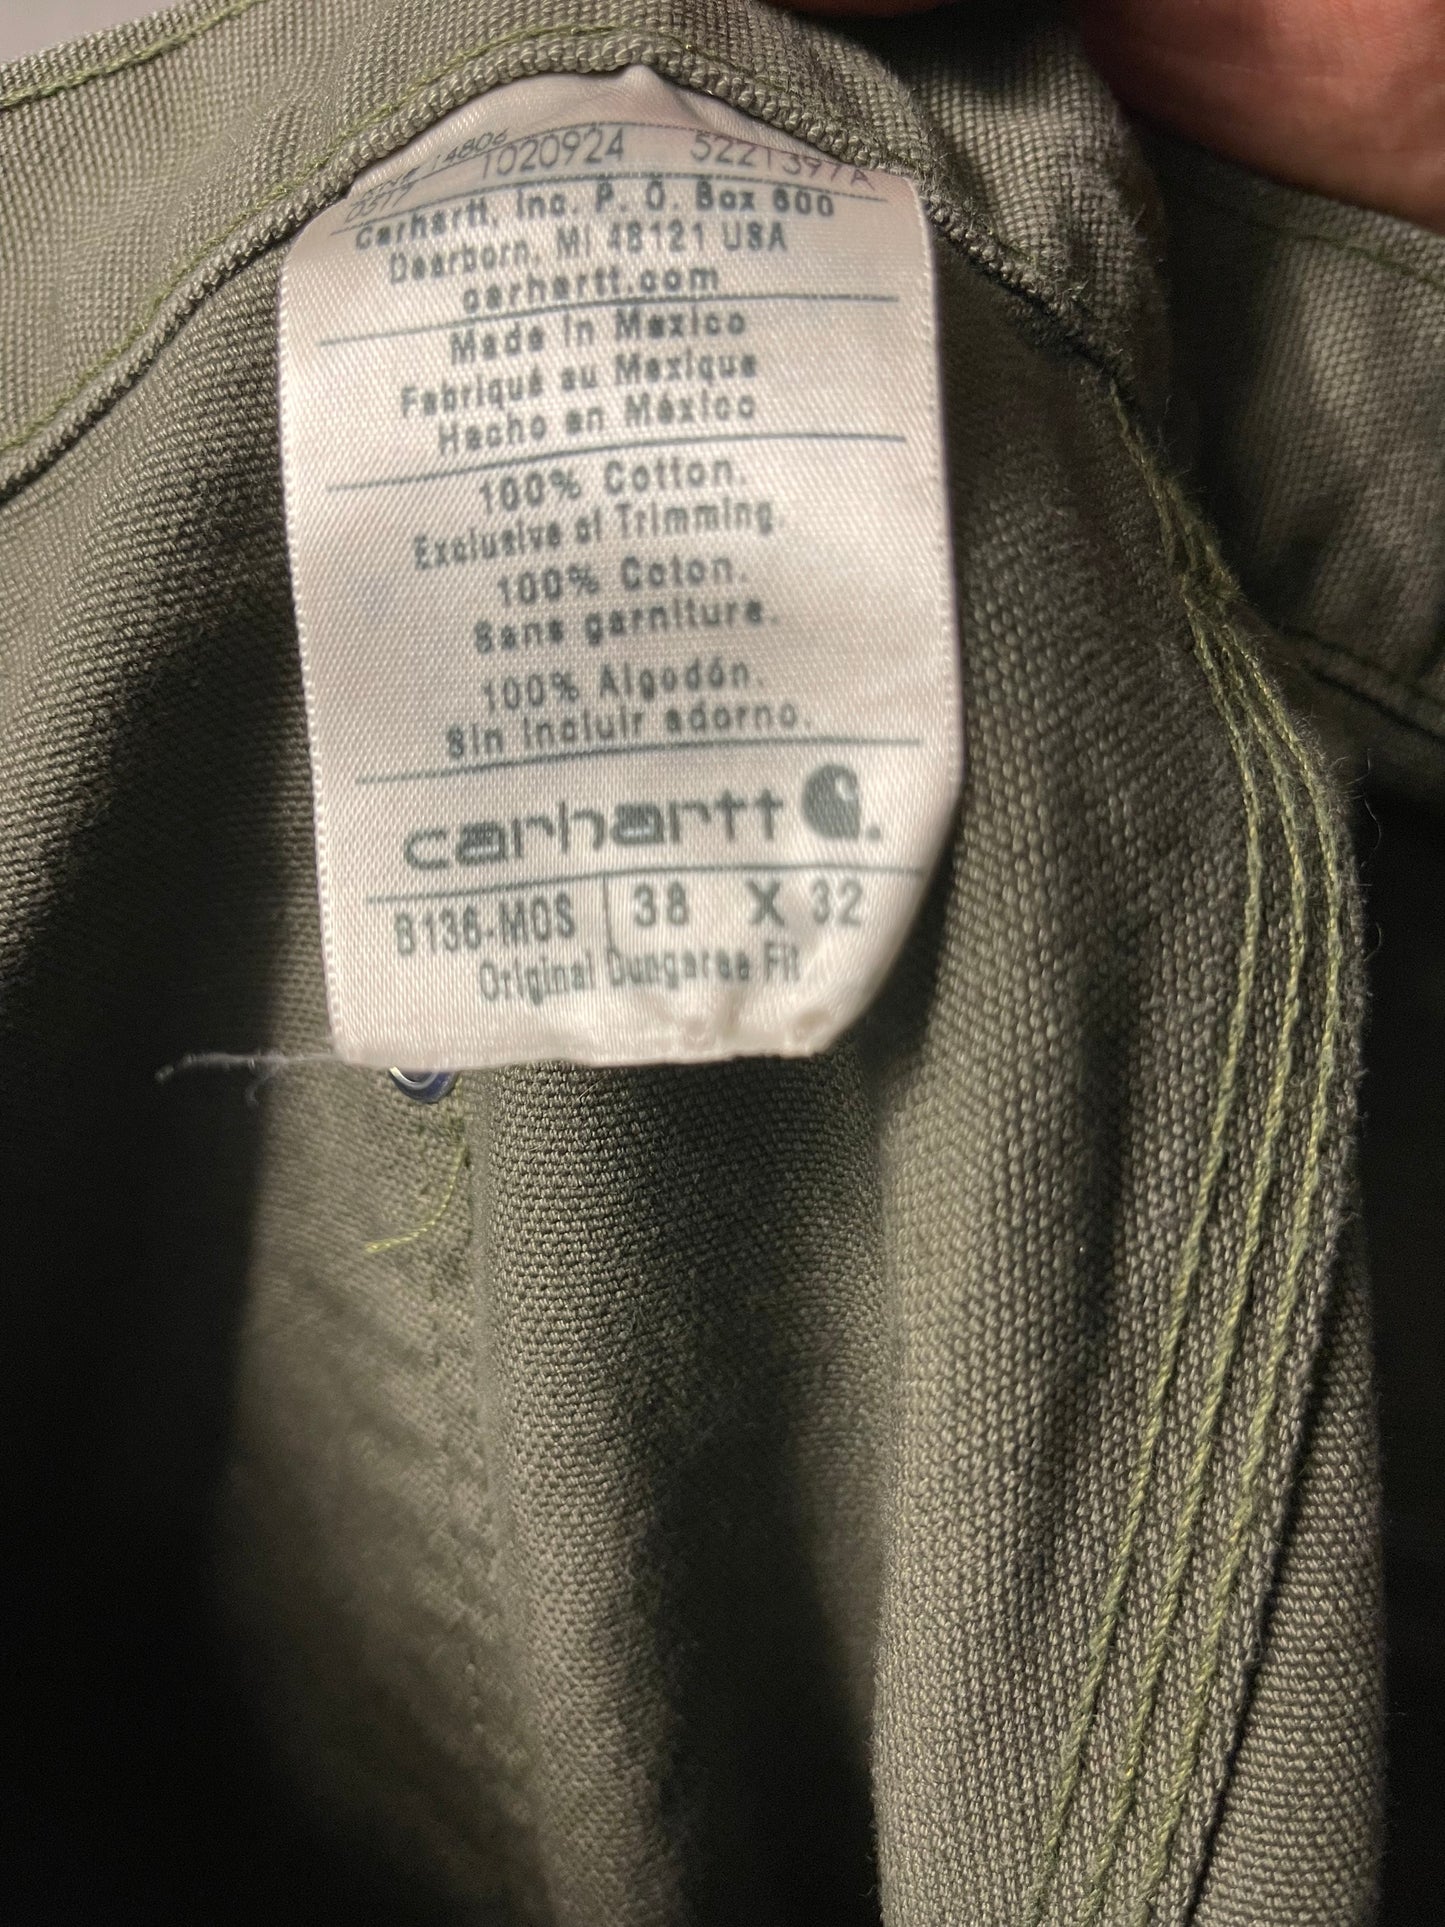 14806
0517 1020924 5221397A
Carhartt, Inc. P. O. Box 600
Dearborn, MI 48121 USA
carhartt.com
Made in Mexico
Fabriqué au Mexique
Hecho en México
100% Cotton.
Exclusive of Trimming.
100% Coton.
Sans garniture.
100% Algodón.
Sin incluir adorno.
carhartt
B136-MOS 38 X 32
Original Dungaree Fit